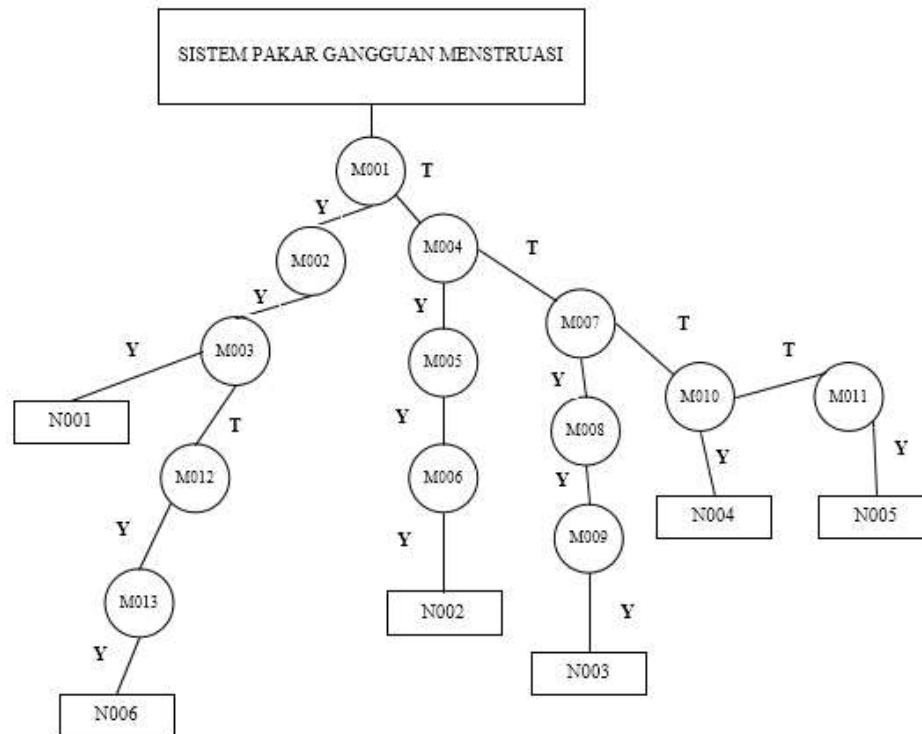 SISTEM PAKAR GANGGUAN MENSTRUASI
M001
T
Y
M004
M002
T
Y
Y
M007
T
Y
M003
M005
T
Y
M010
M011
N001
T
Y
Y
M008
Y
Y
M012
M006
Y
N004
N005
Y
Y
M009
M013
N002
Y
Y
N003
N006